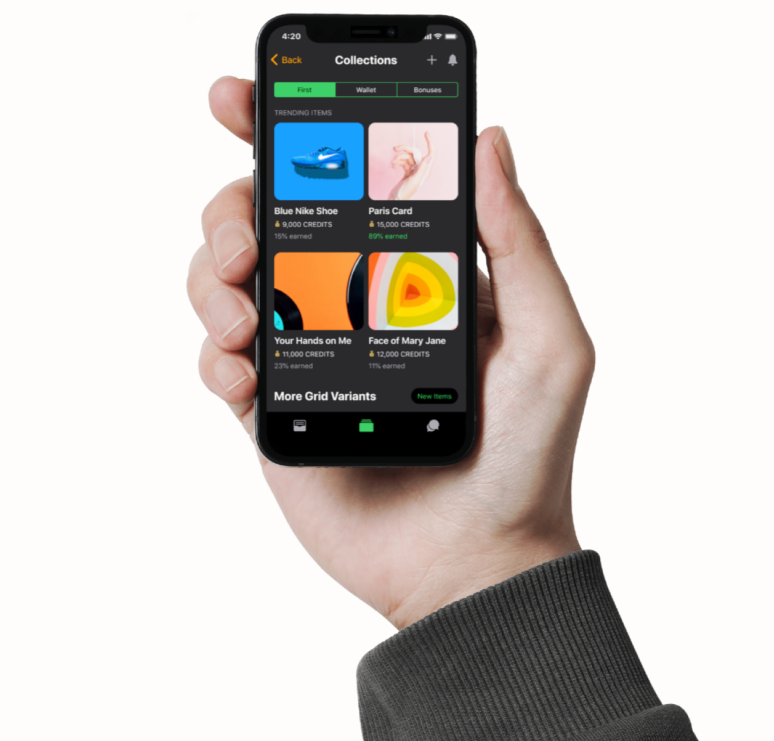 4:20
Back
Collections
First
Wallet
Bonuses
TRENDING ITEMS
Blue Nike Shoe
9,000 CREDITS
15% earned
Paris Card
15,000 CREDITS
89% earned
Your Hands on Me
11,000 CREDITS
23% earned
Face of Mary Jane
12,000 CREDITS
11% earned
More Grid Variants
New Items